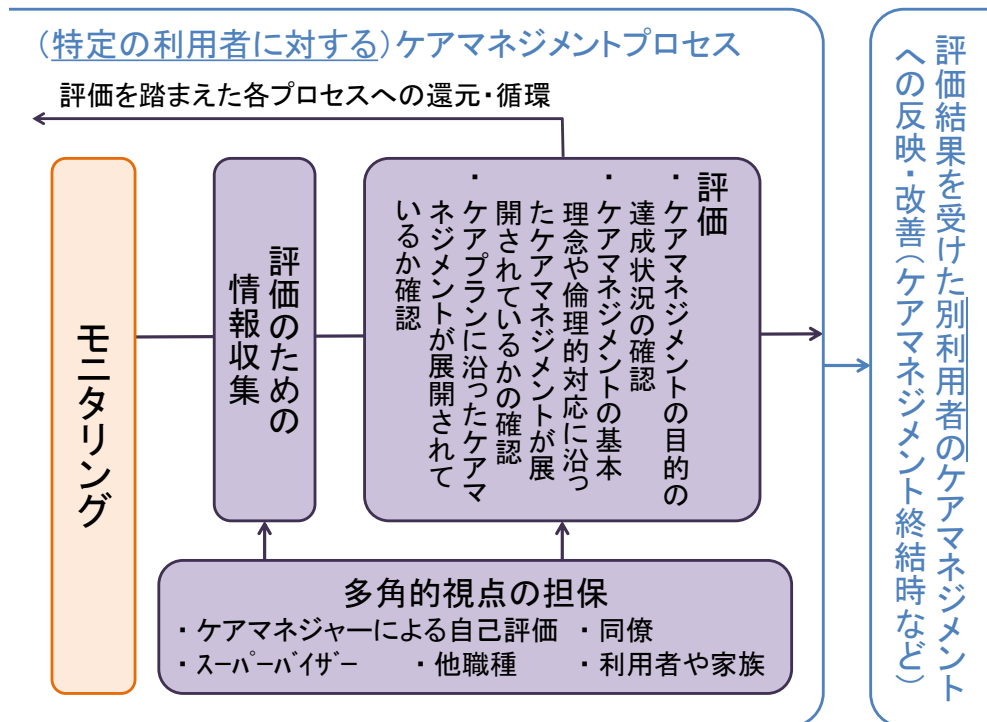 （特定の利用者に対する）ケアマネジメントプロセス
評価を踏まえた各プロセスへの還元・循環
モニタリング
評価のための
情報収集
評価
・ケアマネジメントの目的の
達成状況の確認
・ケアマネジメントの基本
理念や倫理的対応に沿っ
たケアマネジメントが展
開されているかの確認
・ケアプランに沿ったケアマ
ネジメントが展開されて
いるか確認
多角的視点の担保
・ケアマネジャーによる自己評価 ・同僚
・ｽｰﾊﾟｰﾊﾞｲｻﾞｰ ・他職種 ・利用者や家族
評価結果を受けた別利用者のケアマネジメント
への反映・改善（ケアマネジメント終結時など）